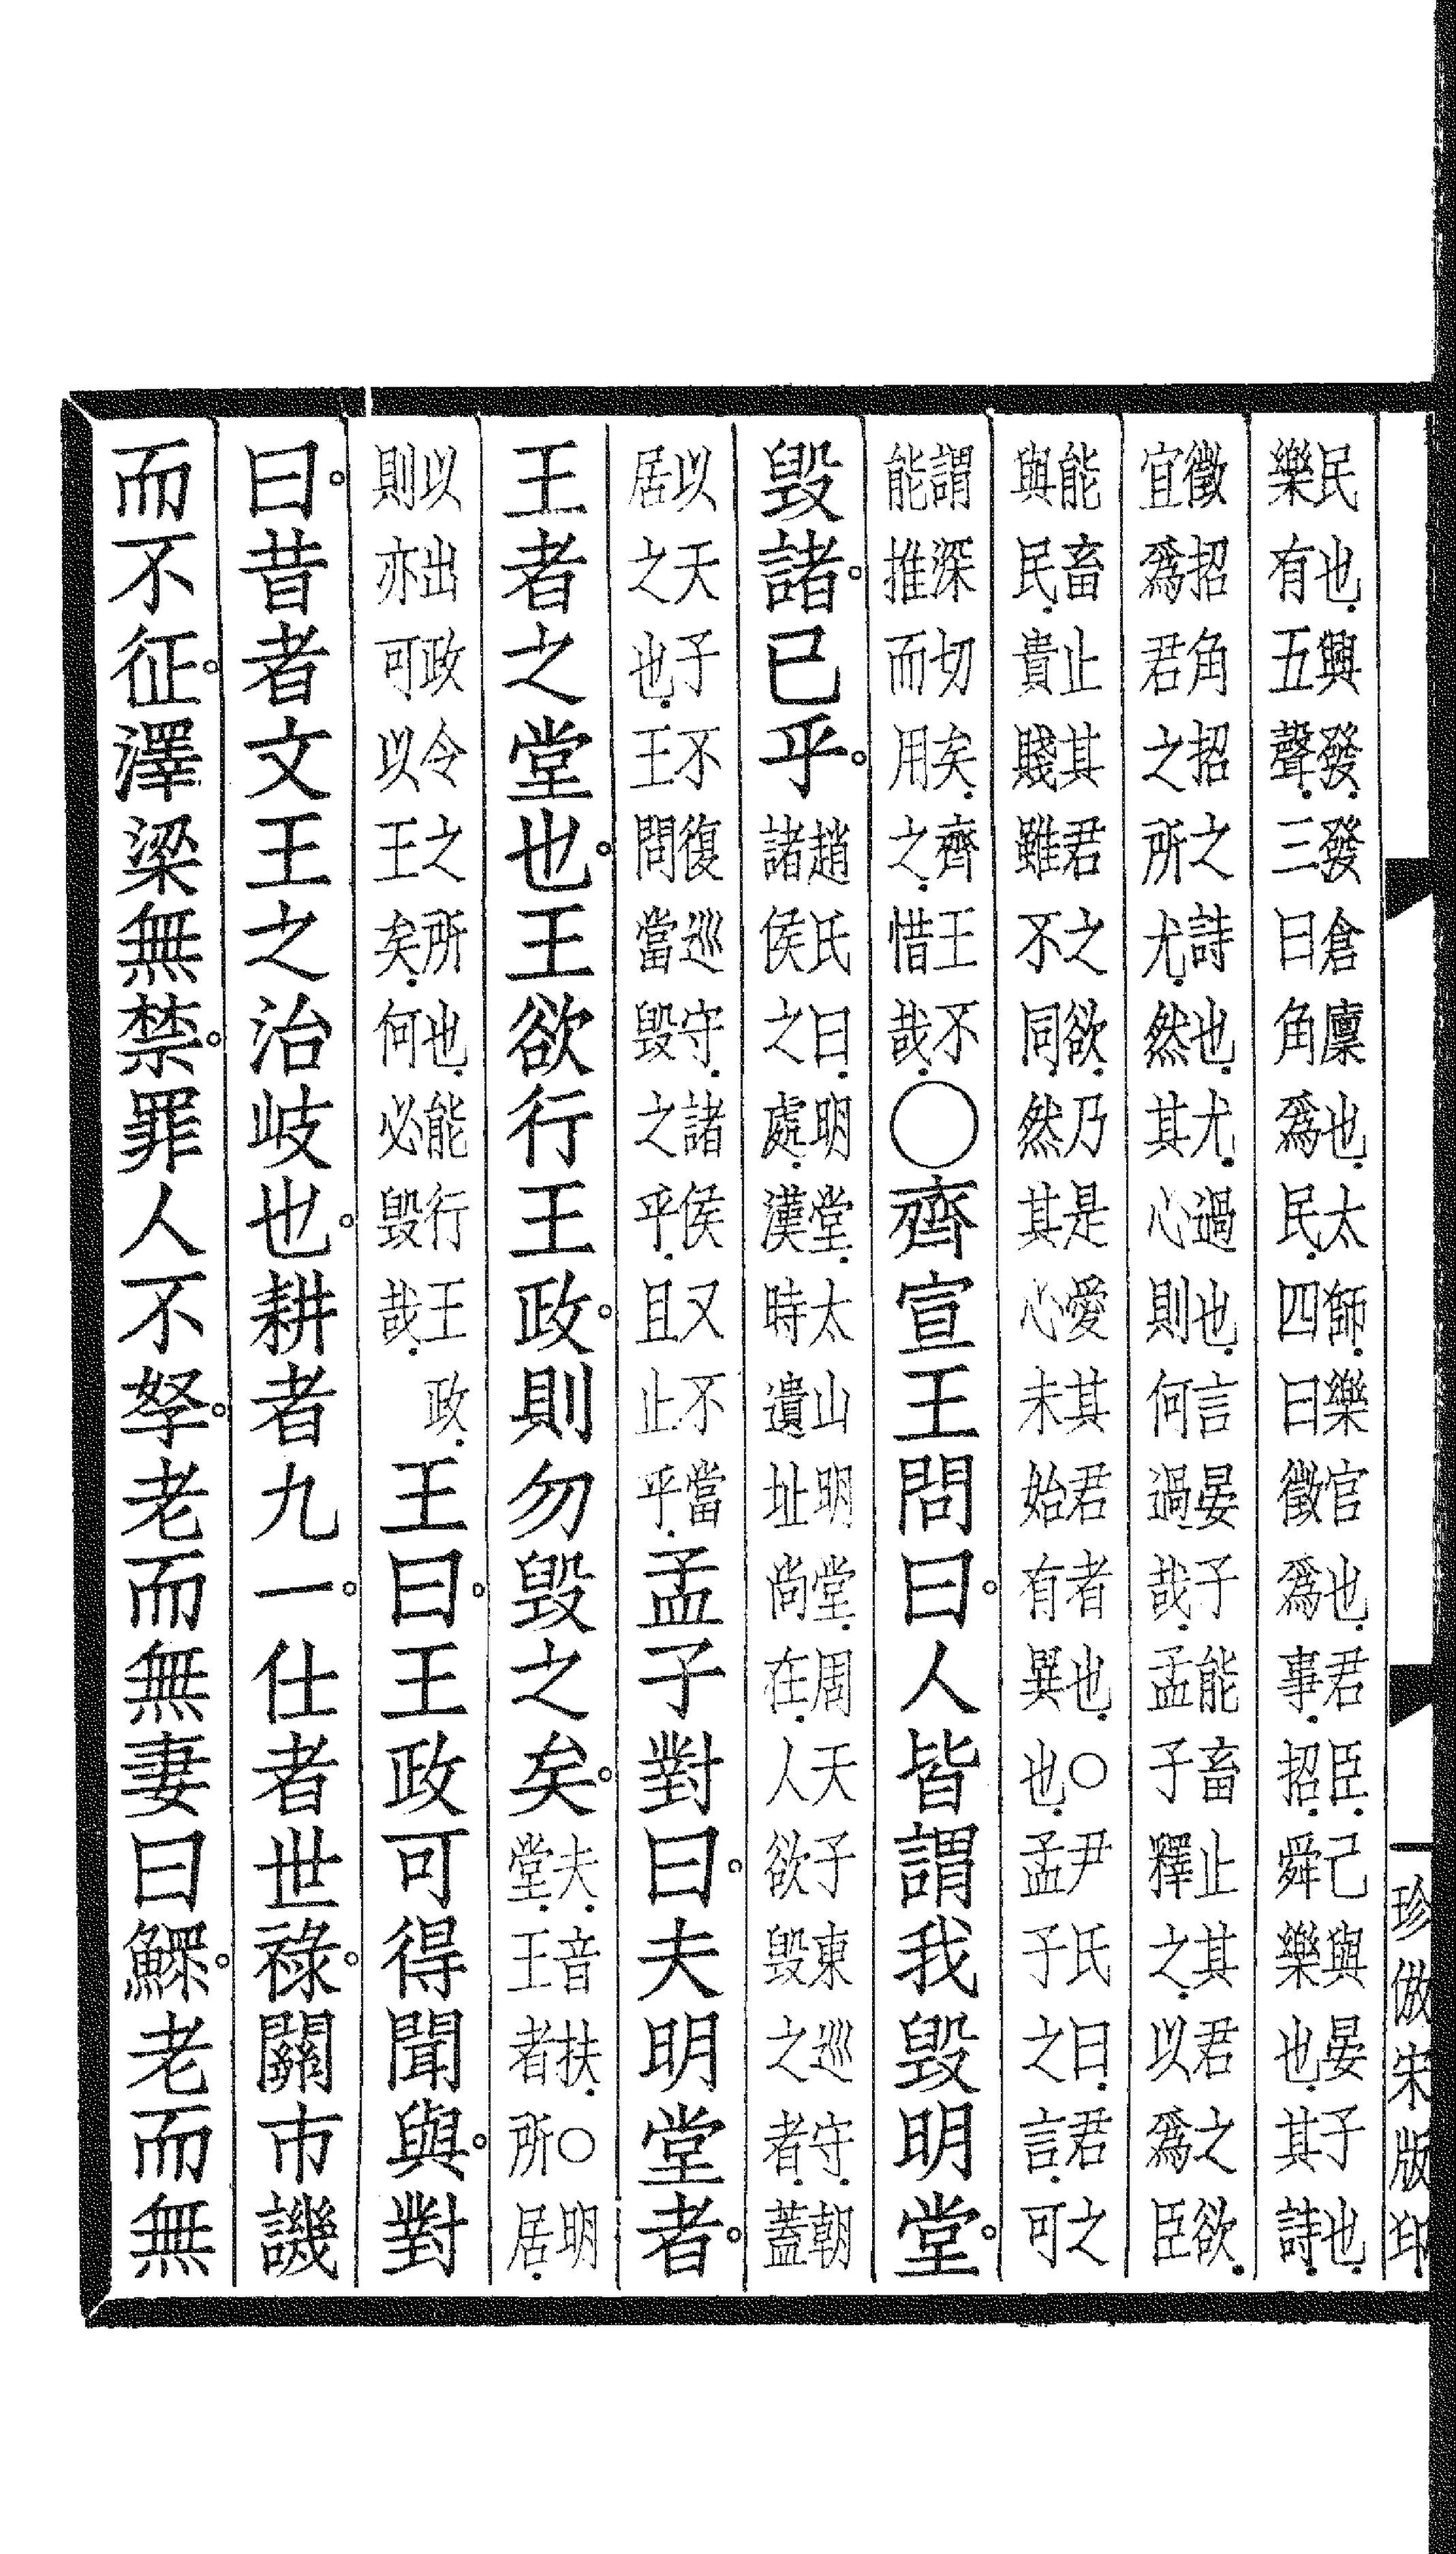 珍倣宋版印
民也．興發．發倉廩也．太師．樂官也．君臣．己與晏子也．
樂有五聲．三曰角爲民．四曰徵爲事．招．舜樂也．其詩．
徵招角招之詩也．尤．過也．言晏子能畜止其君之欲．
宜爲君之所尤．然其心則何過哉．孟子釋之．以爲臣
能畜止其君之欲．乃是愛其君者也．○尹氏曰．君之
與民．貴賤雖不同．然其心未始有異也．孟子之言．可
謂深切矣．齊王不能推而用之．惜哉．○齊宣王問曰。人皆謂我毀明堂。
毀諸。已乎。趙氏曰．明堂．太山明堂．周天子東巡守．朝諸侯之處．漢時遺址尚在．人欲毀之者．蓋
以天子不復巡守．諸侯又不當居之也．王問當毀之乎．且止乎．孟子對曰。夫明堂者。
王者之堂也。王欲行王政。則勿毀之矣。夫．音扶．○明堂．王者所居．
以出政令之所也．能行王政．則亦可以王矣．何必毀哉．王曰。王政可得聞與。對
曰。昔者文王之治岐也。耕者九一。仕者世祿。關市譏
而不征。澤梁無禁。罪人不孥。老而無妻曰鰥。老而無